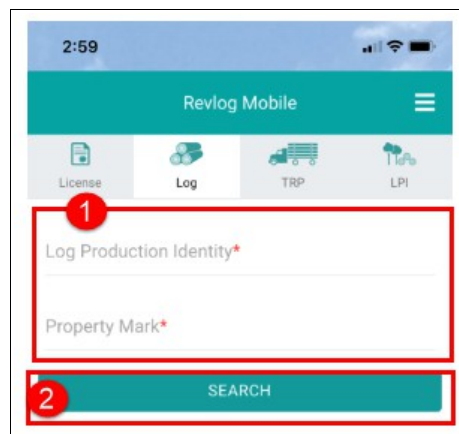 2:59
Revlog Mobile
License Log TRP LPI
1
Log Production Identity*
Property Mark*
2 SEARCH